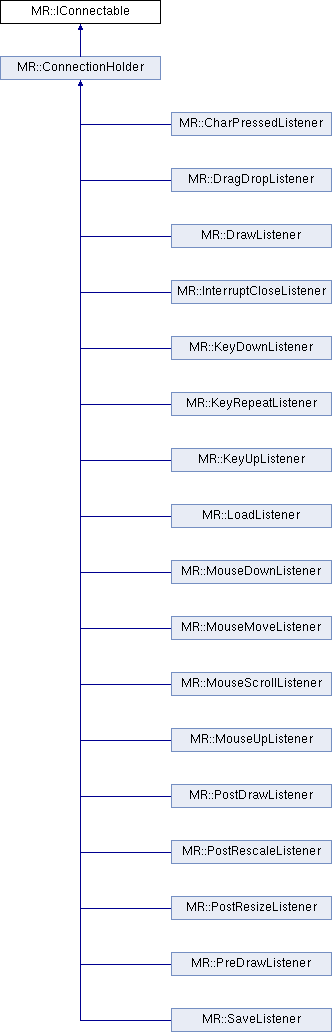 MR::IConnectable
MR::ConnectionHolder
MR::CharPressedListener
MR::DragDropListener
MR::DrawListener
MR::InterruptCloseListener
MR::KeyDownListener
MR::KeyRepeatListener
MR::KeyUpListener
MR::LoadListener
MR::MouseDownListener
MR::MouseMoveListener
MR::MouseScrollListener
MR::MouseUpListener
MR::PostDrawListener
MR::PostRescaleListener
MR::PostResizeListener
MR::PreDrawListener
MR::SaveListener